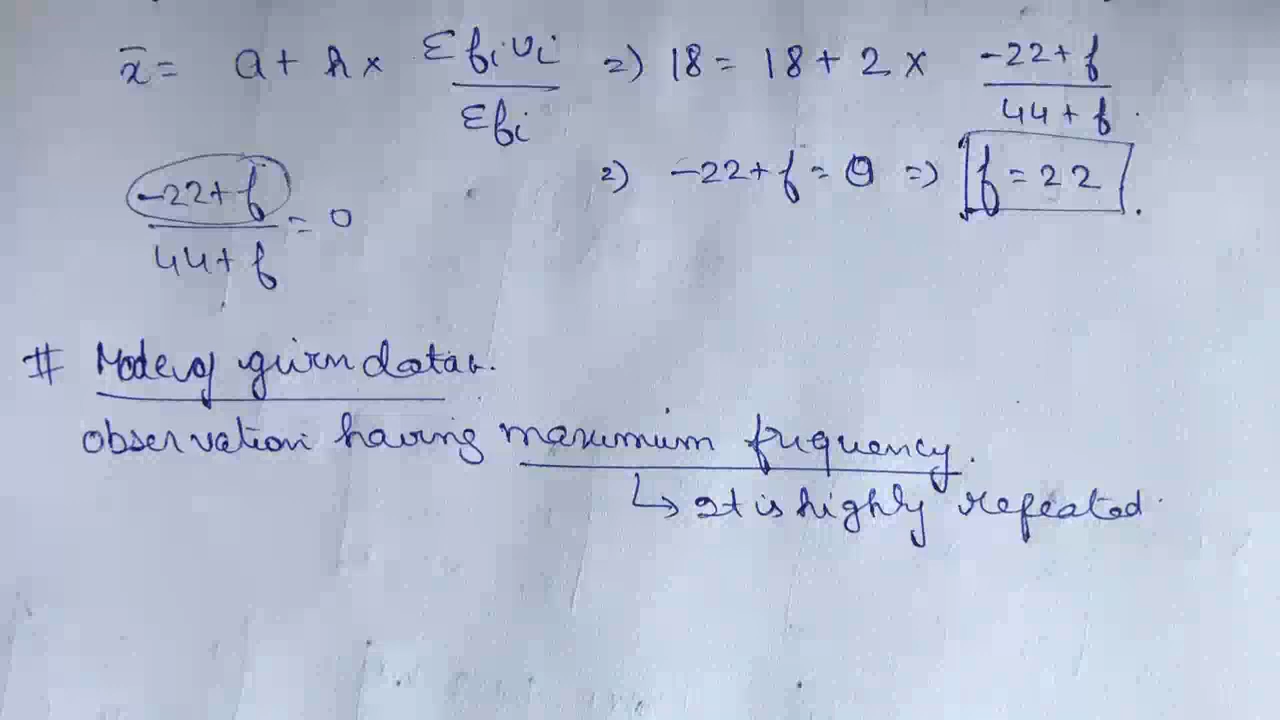 x̄ = a + h × Σfiui / Σfi => 18 = 18 + 2 × -22 + f / 44 + f
=> -22 + f = 0 => f = 22
-22 + f / 44 + f = 0
# Mode of given data.
observation having maximum frequency.
↳ It is highly repeated.